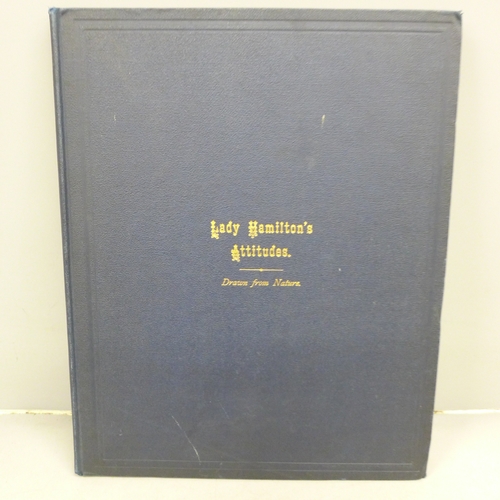 Lady Hamilton's
Attitudes.
Drawn from Nature.